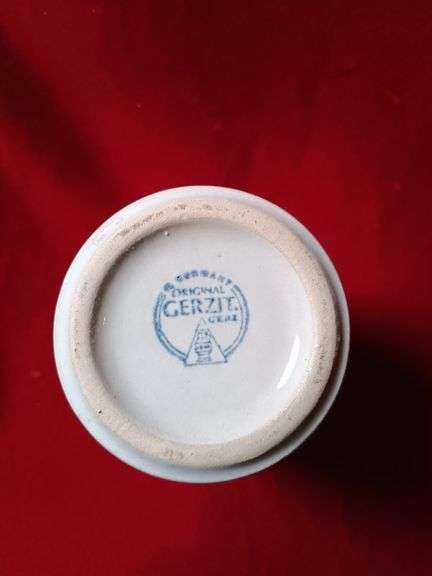 W. GERMANY
ORIGINAL
GERZIT
GERZ